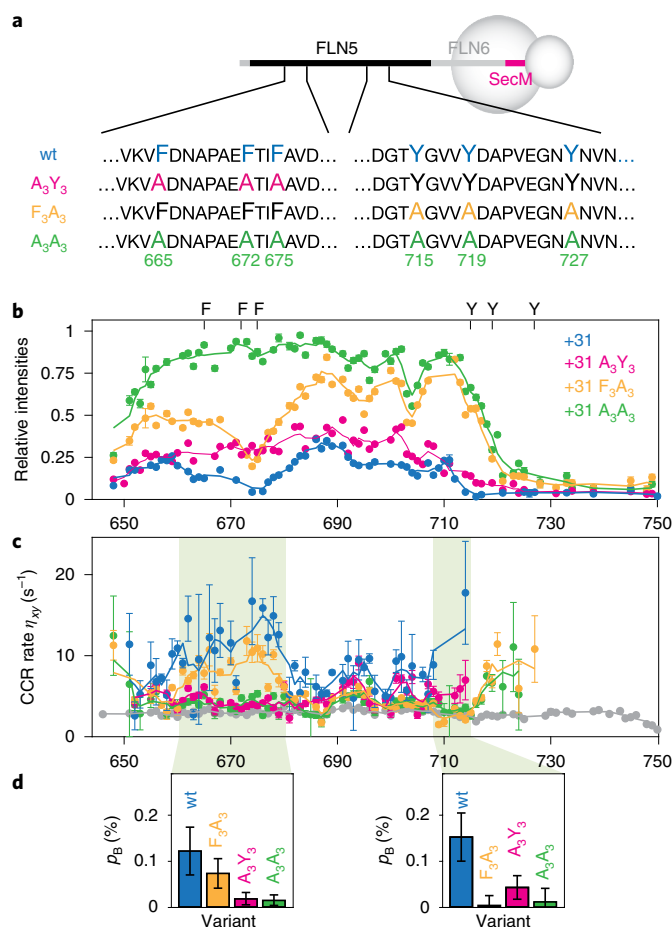 a
FLN5
FLN6
SecM
wt …VKVFDNAPAEFTIFAVD… …DGTYGVVYDAPVEGNYNVN…
A3Y3 …VKVADNAPAEATIAAVD… …DGTYGVVYDAPVEGNYNVN…
F3A3 …VKVFDNAPAEFTIFAVD… …DGTAGVVADAPVEGNANVN…
A3A3 …VKVADNAPAEATIAAVD… …DGTAGVVADAPVEGNANVN…
665 672 675 715 719 727
b F F F Y Y Y
Relative intensities
1
0.75
0.5
0.25
0
+31
+31 A3Y3
+31 F3A3
+31 A3A3
650 670 690 710 730 750
c
CCR rate ηxy (s−1)
20
10
0
650 670 690 710 730 750
d
pB (%)
0.2
0.1
0
wt
F3A3
A3Y3
A3A3
Variant
pB (%)
0.2
0.1
0
wt
F3A3
A3Y3
A3A3
Variant